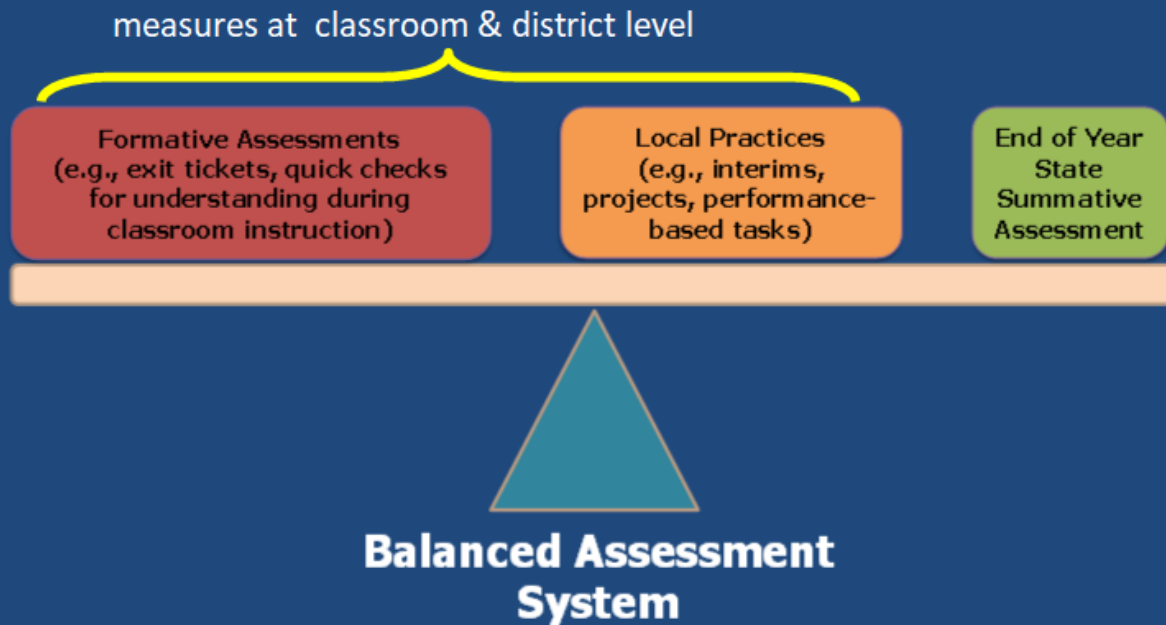 measures at classroom & district level
Formative Assessments
(e.g., exit tickets, quick checks
for understanding during
classroom instruction)
Local Practices
(e.g., interims,
projects, performance-
based tasks)
End of Year
State
Summative
Assessment
Balanced Assessment
System